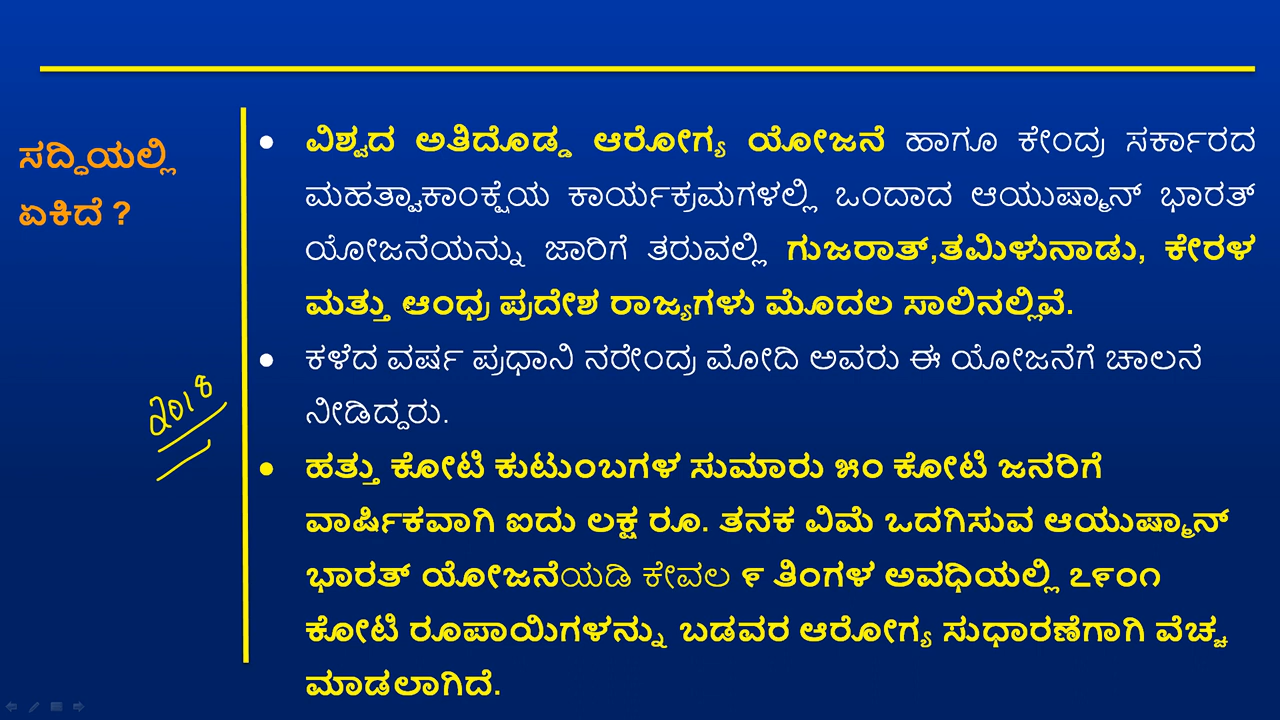 ಸದ್ದಿಯಲ್ಲಿ
ಏಕಿದೆ ?
2018
● ವಿಶ್ವದ ಅತಿದೊಡ್ಡ ಆರೋಗ್ಯ ಯೋಜನೆ ಹಾಗೂ ಕೇಂದ್ರ ಸರ್ಕಾರದ
ಮಹತ್ವಾಕಾಂಕ್ಷೆಯ ಕಾರ್ಯಕ್ರಮಗಳಲ್ಲಿ ಒಂದಾದ ಆಯುಷ್ಮಾನ್ ಭಾರತ್
ಯೋಜನೆಯನ್ನು ಜಾರಿಗೆ ತರುವಲ್ಲಿ ಗುಜರಾತ್,ತಮಿಳುನಾಡು, ಕೇರಳ
ಮತ್ತು ಆಂಧ್ರ ಪ್ರದೇಶ ರಾಜ್ಯಗಳು ಮೊದಲ ಸಾಲಿನಲ್ಲಿವೆ.
● ಕಳೆದ ವರ್ಷ ಪ್ರಧಾನಿ ನರೇಂದ್ರ ಮೋದಿ ಅವರು ಈ ಯೋಜನೆಗೆ ಚಾಲನೆ
ನೀಡಿದ್ದರು.
● ಹತ್ತು ಕೋಟಿ ಕುಟುಂಬಗಳ ಸುಮಾರು ೫೦ ಕೋಟಿ ಜನರಿಗೆ
ವಾರ್ಷಿಕವಾಗಿ ಐದು ಲಕ್ಷ ರೂ. ತನಕ ವಿಮೆ ಒದಗಿಸುವ ಆಯುಷ್ಮಾನ್
ಭಾರತ್ ಯೋಜನೆಯಡಿ ಕೇವಲ ೯ ತಿಂಗಳ ಅವಧಿಯಲ್ಲಿ ೭೯೦೧
ಕೋಟಿ ರೂಪಾಯಿಗಳನ್ನು ಬಡವರ ಆರೋಗ್ಯ ಸುಧಾರಣೆಗಾಗಿ ವೆಚ್ಚ
ಮಾಡಲಾಗಿದೆ.